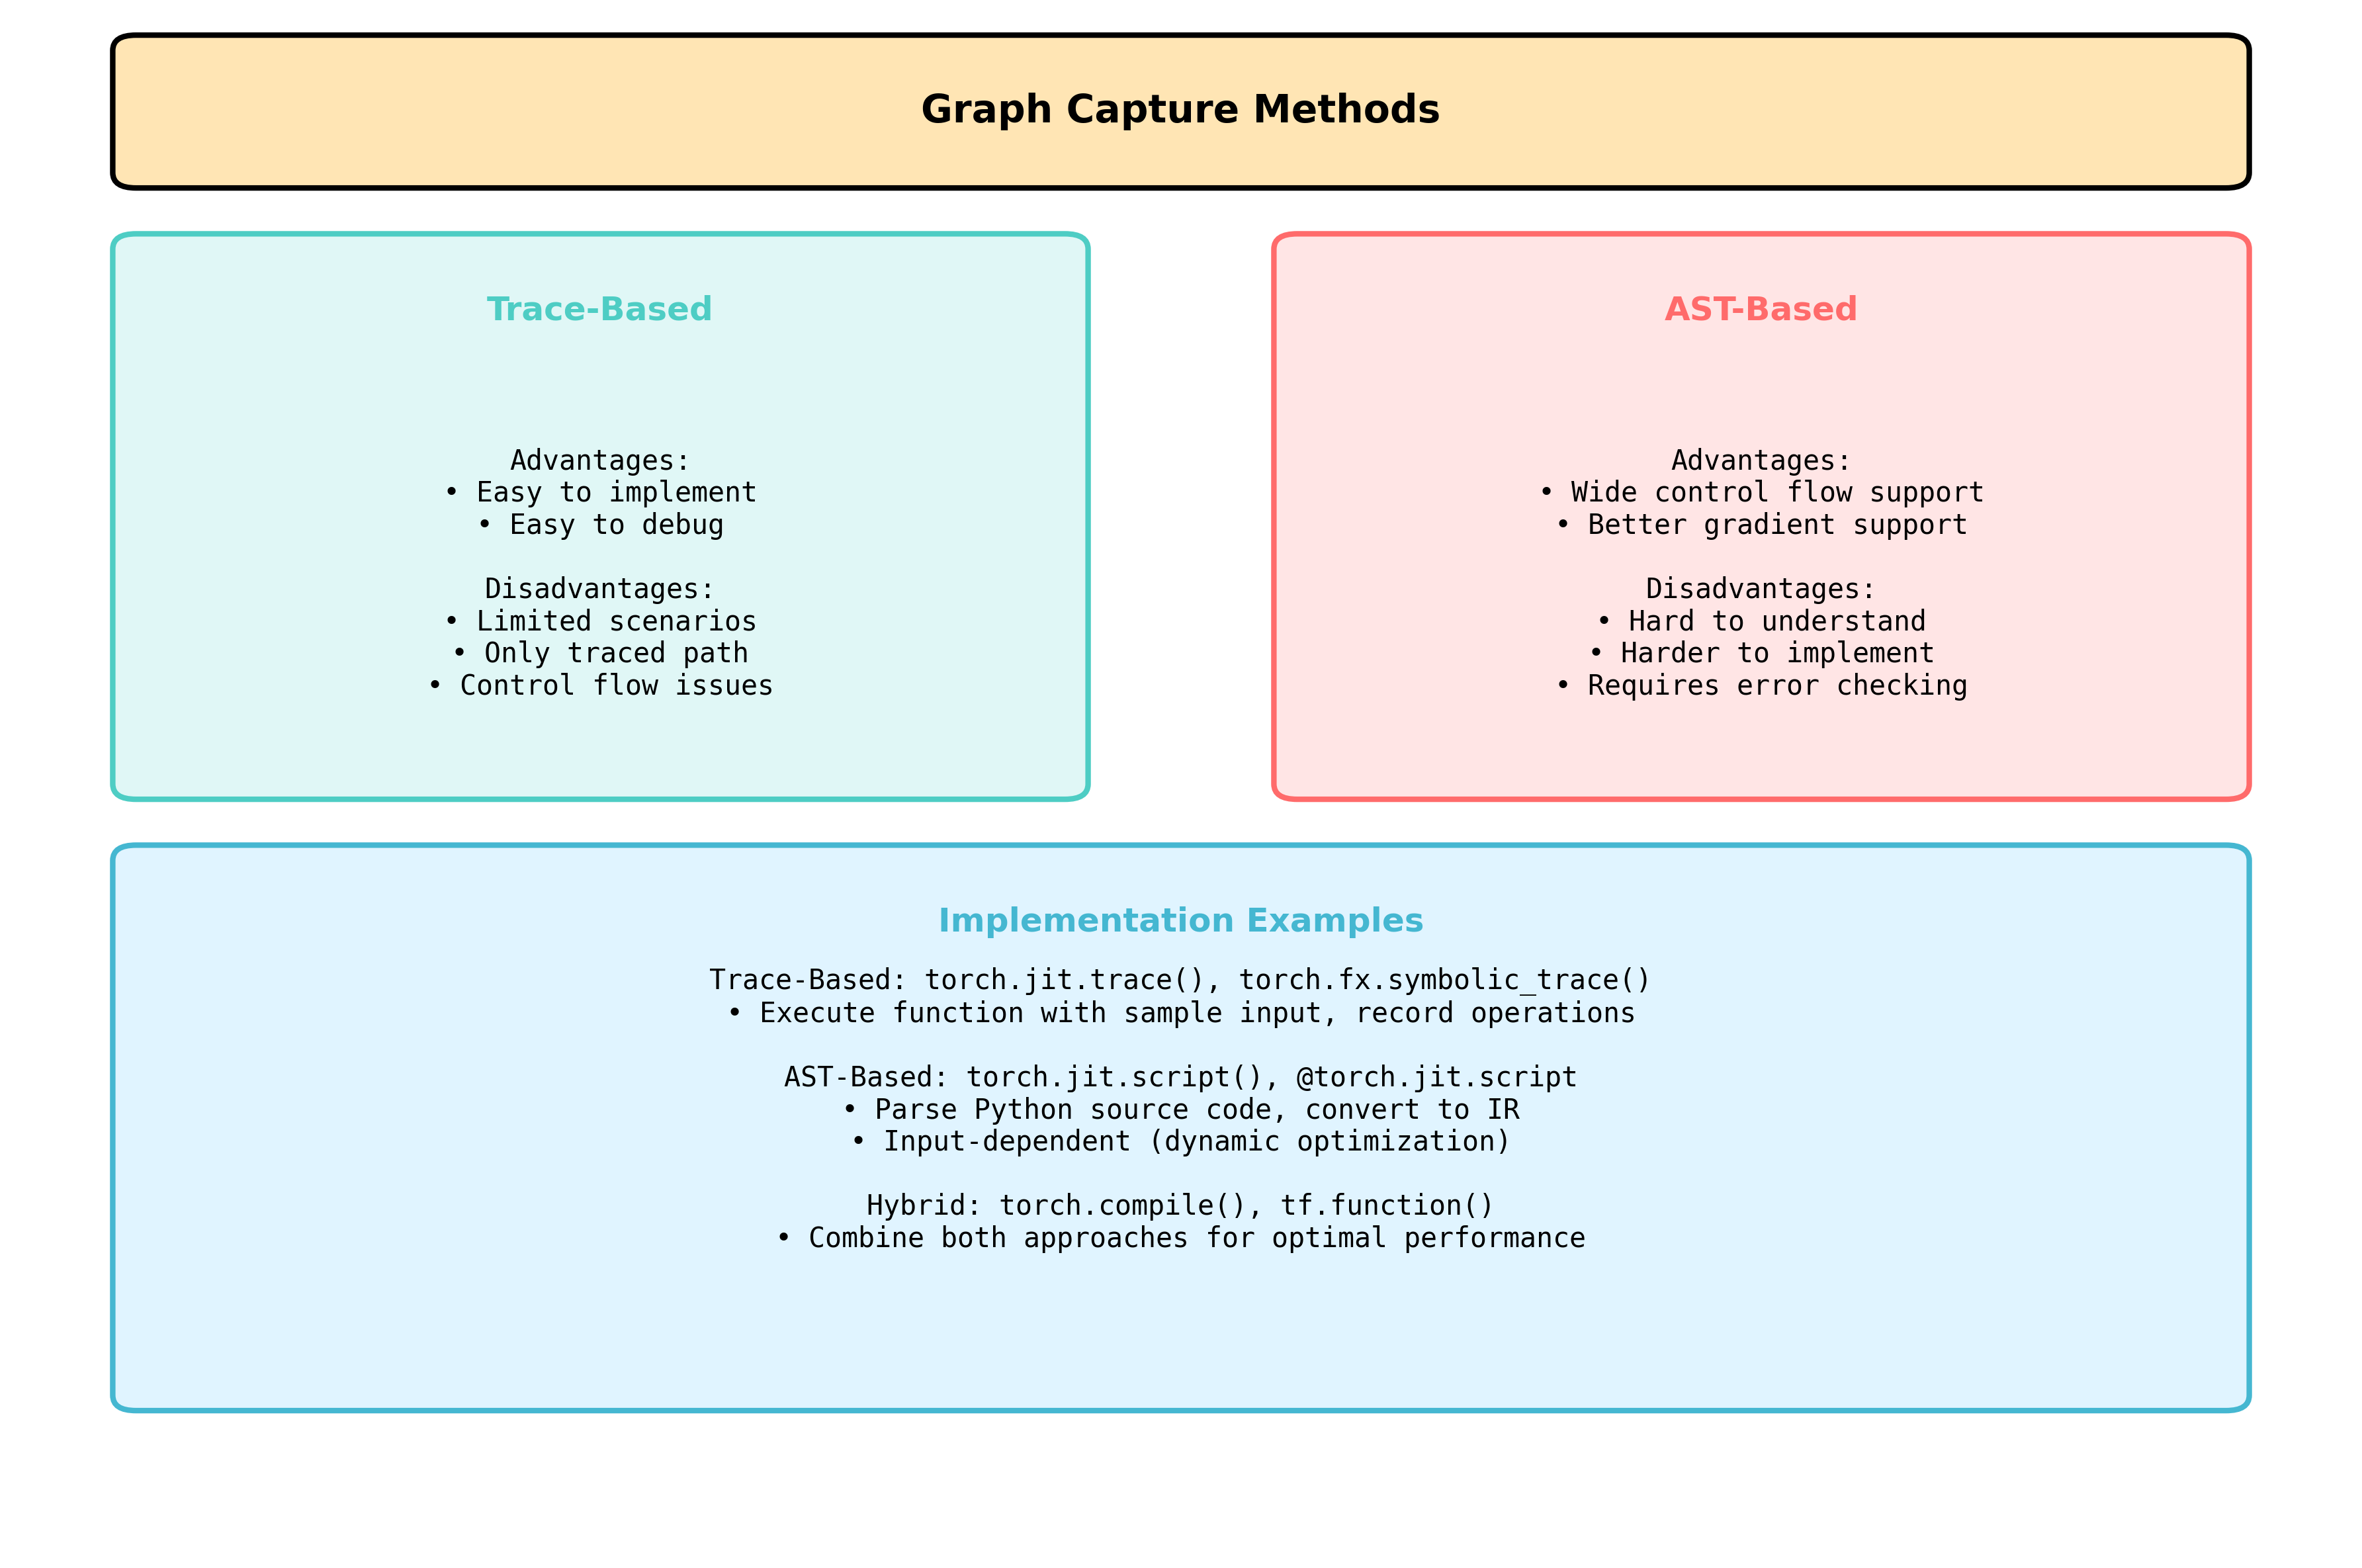 Graph Capture Methods
Trace-Based
Advantages:
• Easy to implement
• Easy to debug
Disadvantages:
• Limited scenarios
• Only traced path
• Control flow issues
AST-Based
Advantages:
• Wide control flow support
• Better gradient support
Disadvantages:
• Hard to understand
• Harder to implement
• Requires error checking
Implementation Examples
Trace-Based: torch.jit.trace(), torch.fx.symbolic_trace()
• Execute function with sample input, record operations
AST-Based: torch.jit.script(), @torch.jit.script
• Parse Python source code, convert to IR
• Input-dependent (dynamic optimization)
Hybrid: torch.compile(), tf.function()
• Combine both approaches for optimal performance